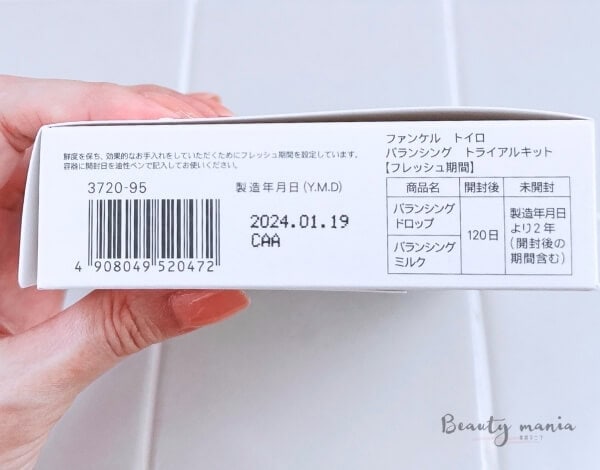 鮮度を保ち、効果的なお手入れをしていただくためにフレッシュ期間を設定しています。
容器に開封日を油性ペンで記入してお使いください。
3720-95
4 908049 520472
製造年月日(Y.M.D)
2024.01.19
CAA
ファンケル トイロ
バランシング トライアルキット
【フレッシュ期間】
商品名 開封後 未開封
バランシング
ドロップ
バランシング
ミルク
120日
製造年月日
より2年
(開封後の
期間含む)
Beauty mania